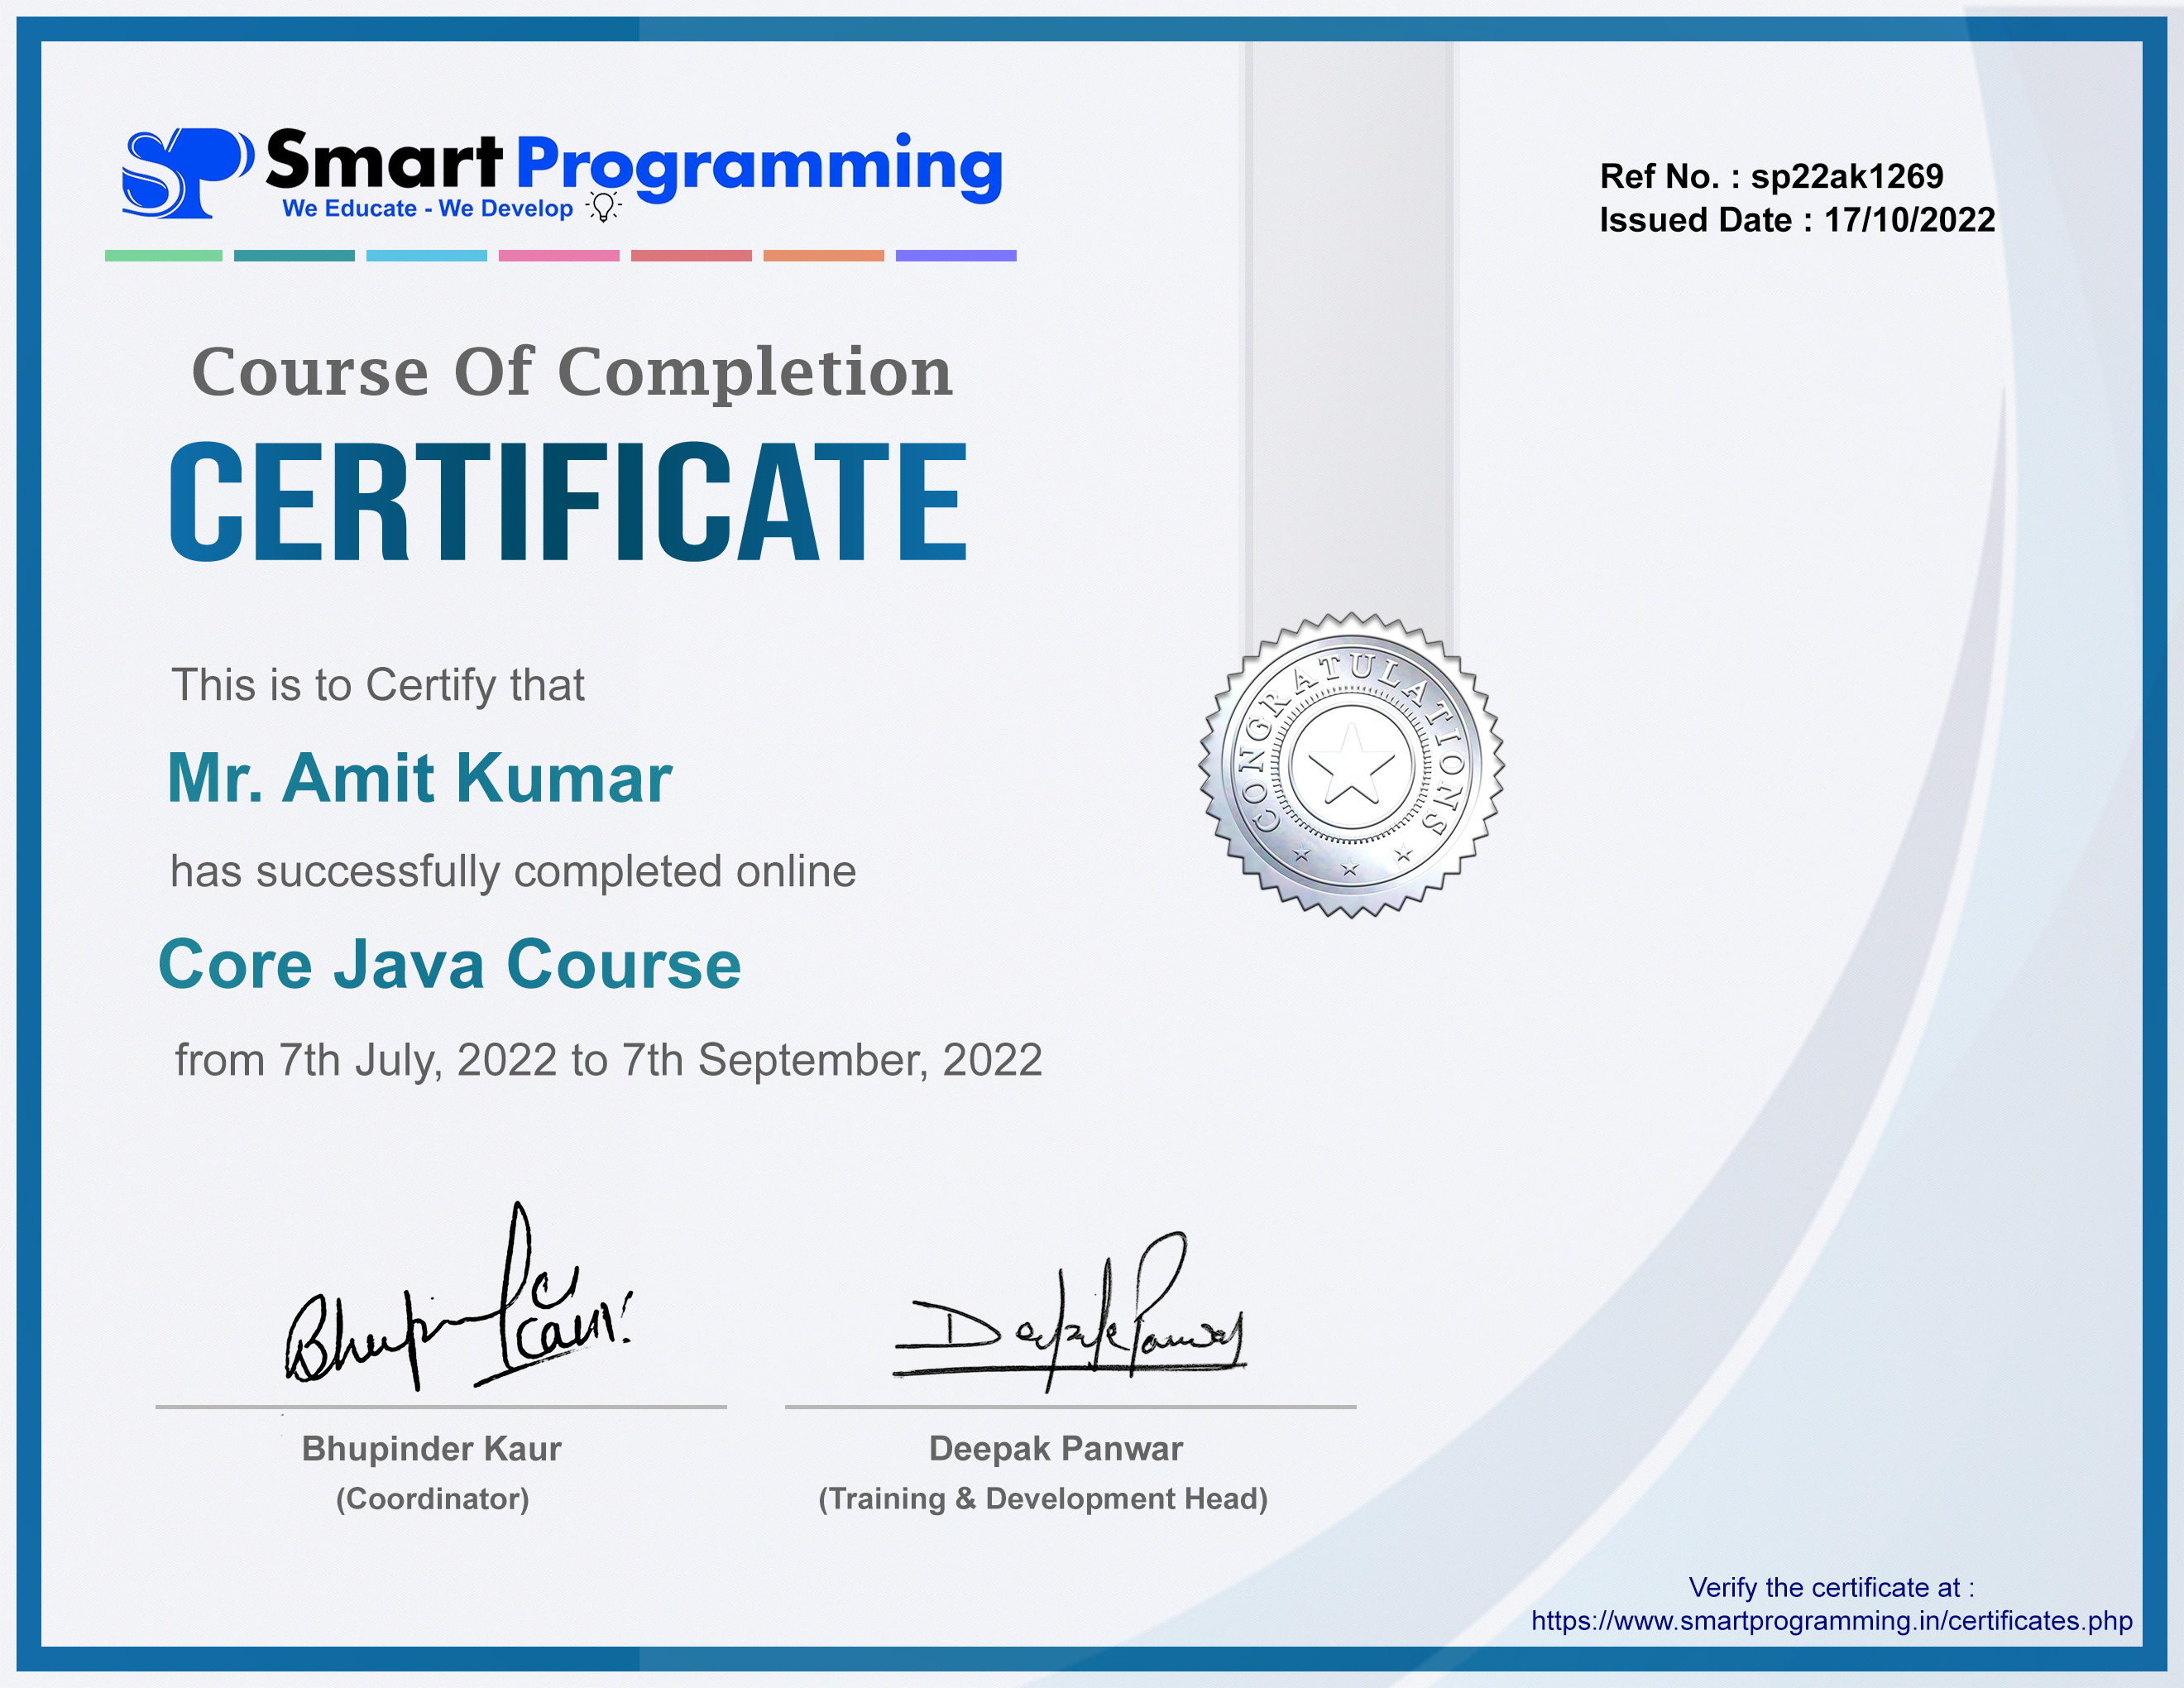 SP Smart Programming
We Educate - We Develop
Ref No. : sp22ak1269
Issued Date : 17/10/2022
Course Of Completion
CERTIFICATE
This is to Certify that
Mr. Amit Kumar
has successfully completed online
Core Java Course
from 7th July, 2022 to 7th September, 2022
CONGRATULATIONS
Bhupinder Kaur
Deepak Panwar
Bhupinder Kaur
(Coordinator)
Deepak Panwar
(Training & Development Head)
Verify the certificate at :
https://www.smartprogramming.in/certificates.php